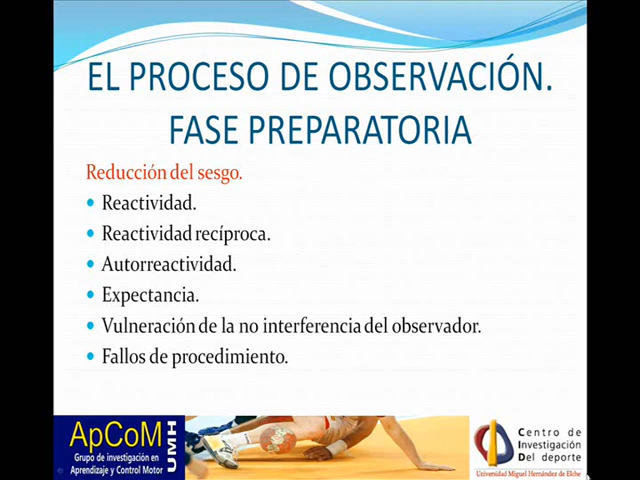 EL PROCESO DE OBSERVACIÓN.
FASE PREPARATORIA
Reducción del sesgo.
Reactividad.
Reactividad recíproca.
Autorreactividad.
Expectancia.
Vulneración de la no interferencia del observador.
Fallos de procedimiento.
ApCoM
UMH
Grupo de investigación en
Aprendizaje y Control Motor
Centro de
Investigación
Del deporte
Universidad Miguel Hernández de Elche